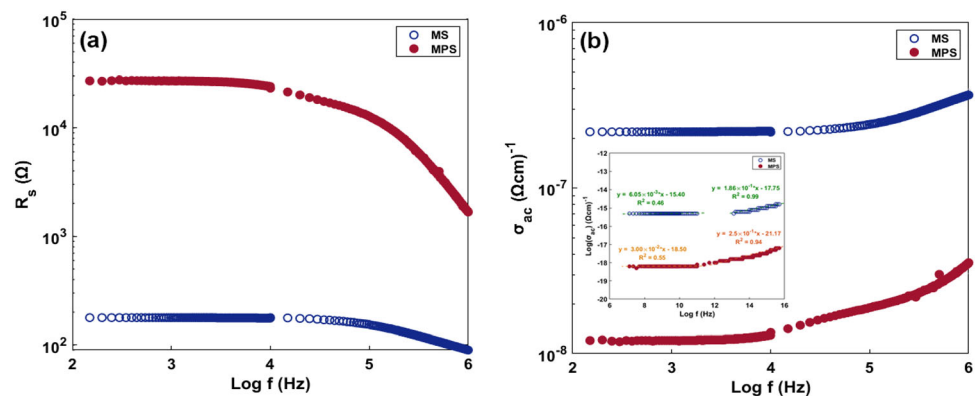 (a)
MS
MPS
10^5
10^4
10^3
10^2
R_s (Ω)
2 3 4 5 6
Log f (Hz)
(b)
MS
MPS
10^-6
10^-7
10^-8
σ_ac (Ωcm)^-1
2 3 4 5 6
Log f (Hz)
MS
MPS
-12
-13
-14
-15
-16
-17
-18
-19
-20
Log(σ_ac) (Ωcm)^-1
y = 6.05×10^-3*x - 15.40
R^2 = 0.46
y = 1.86×10^-1*x - 17.75
R^2 = 0.99
y = 3.00×10^-2*x - 18.50
R^2 = 0.55
y = 2.5×10^-1*x - 21.17
R^2 = 0.94
6 8 10 12 14 16
Log f (Hz)